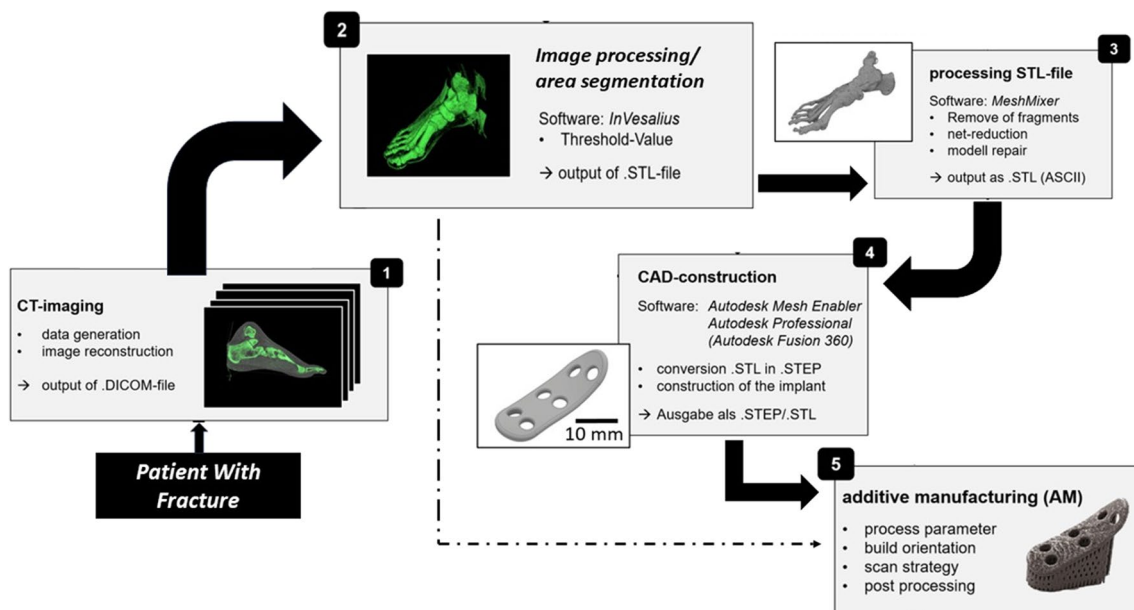 1
CT-imaging
• data generation
• image reconstruction
→ output of .DICOM-file
Patient With
Fracture
2
Image processing/
area segmentation
Software: InVesalius
• Threshold-Value
→ output of .STL-file
3
processing STL-file
Software: MeshMixer
• Remove of fragments
• net-reduction
• modell repair
→ output as .STL (ASCII)
4
CAD-construction
Software: Autodesk Mesh Enabler
Autodesk Professional
(Autodesk Fusion 360)
• conversion .STL in .STEP
• construction of the implant
→ Ausgabe als .STEP/.STL
10 mm
5
additive manufacturing (AM)
• process parameter
• build orientation
• scan strategy
• post processing